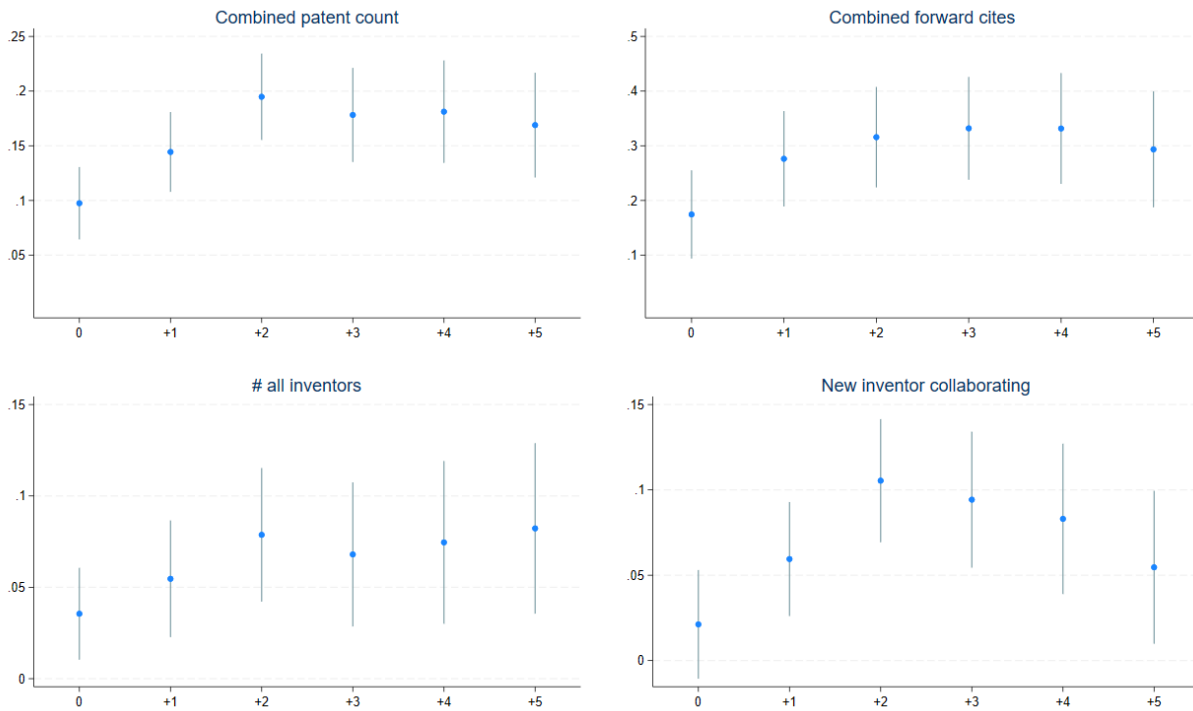 Combined patent count
.25
.2
.15
.1
.05
0 +1 +2 +3 +4 +5
Combined forward cites
.5
.4
.3
.2
.1
0 +1 +2 +3 +4 +5
# all inventors
.15
.1
.05
0
0 +1 +2 +3 +4 +5
New inventor collaborating
.15
.1
.05
0
0 +1 +2 +3 +4 +5